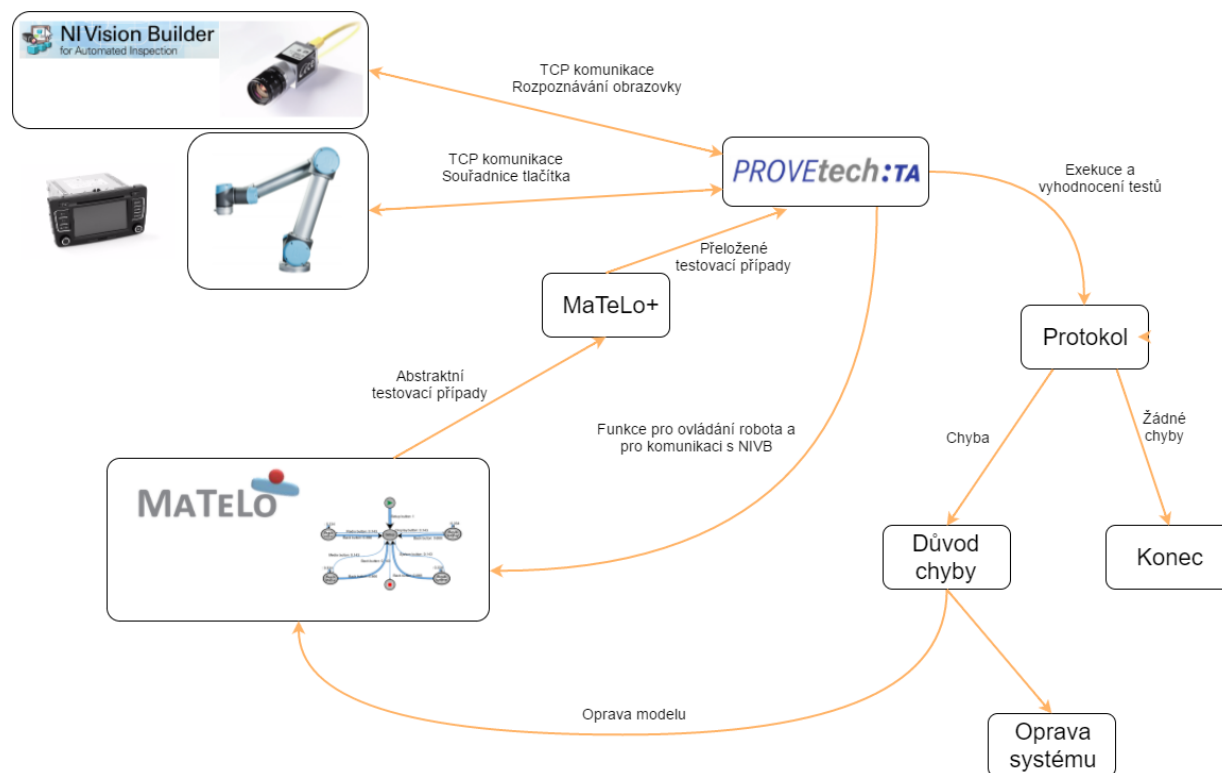 NI Vision Builder
for Automated Inspection
TCP komunikace
Rozpoznávání obrazovky
TCP komunikace
Souřadnice tlačítka
PROVEtech:TA
Exekuce a
vyhodnocení testů
Přeložené
testovací případy
MaTeLo+
Protokol
Abstraktní
testovací případy
Funkce pro ovládání robota a
pro komunikaci s NIVB
Chyba
Žádné
chyby
MATELO
Důvod
chyby
Konec
Oprava modelu
Oprava
systému